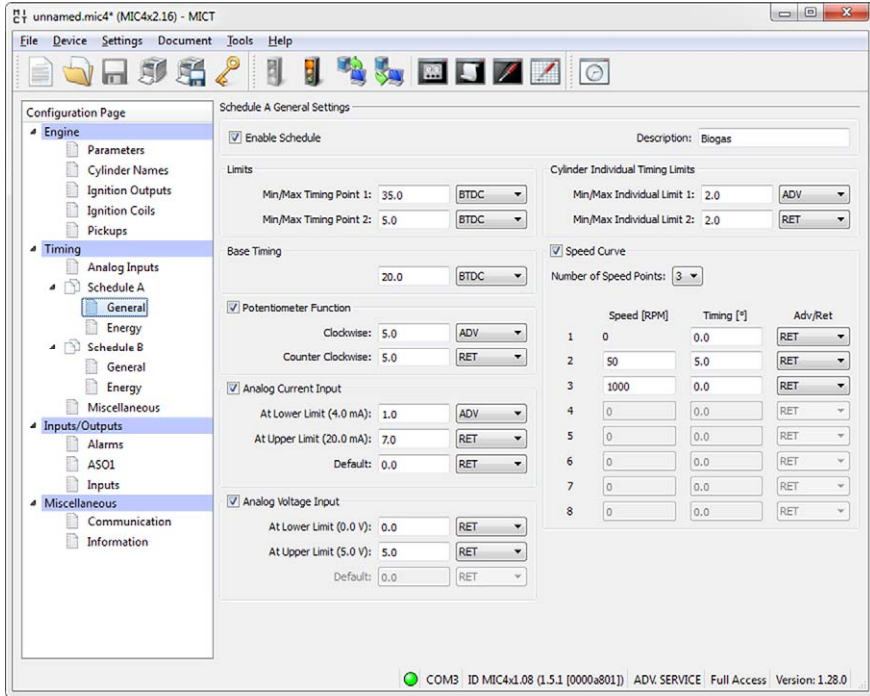 unnamed.mic4* (MIC4x2.16) - MICT
File Device Settings Document Tools Help
Configuration Page
Engine
Parameters
Cylinder Names
Ignition Outputs
Ignition Coils
Pickups
Timing
Analog Inputs
Schedule A
General
Energy
Schedule B
General
Energy
Miscellaneous
Inputs/Outputs
Alarms
ASO1
Inputs
Miscellaneous
Communication
Information
Schedule A General Settings
Enable Schedule
Description: Biogas
Limits
Min/Max Timing Point 1: 35.0 BTDC
Min/Max Timing Point 2: 5.0 BTDC
Cylinder Individual Timing Limits
Min/Max Individual Limit 1: 2.0 ADV
Min/Max Individual Limit 2: 2.0 RET
Base Timing
20.0 BTDC
Potentiometer Function
Clockwise: 5.0 ADV
Counter Clockwise: 5.0 RET
Analog Current Input
At Lower Limit (4.0 mA): 1.0 ADV
At Upper Limit (20.0 mA): 7.0 RET
Default: 0.0 RET
Analog Voltage Input
At Lower Limit (0.0 V): 0.0 RET
At Upper Limit (5.0 V): 5.0 RET
Default: 0.0 RET
Speed Curve
Number of Speed Points: 3
Speed [RPM] Timing [°] Adv/Ret
1 0 0.0 RET
2 50 5.0 RET
3 1000 0.0 RET
4 0 0.0 RET
5 0 0.0 RET
6 0 0.0 RET
7 0 0.0 RET
8 0 0.0 RET
COM3 ID MIC4x1.08 (1.5.1 [0000a801]) ADV. SERVICE Full Access Version: 1.28.0